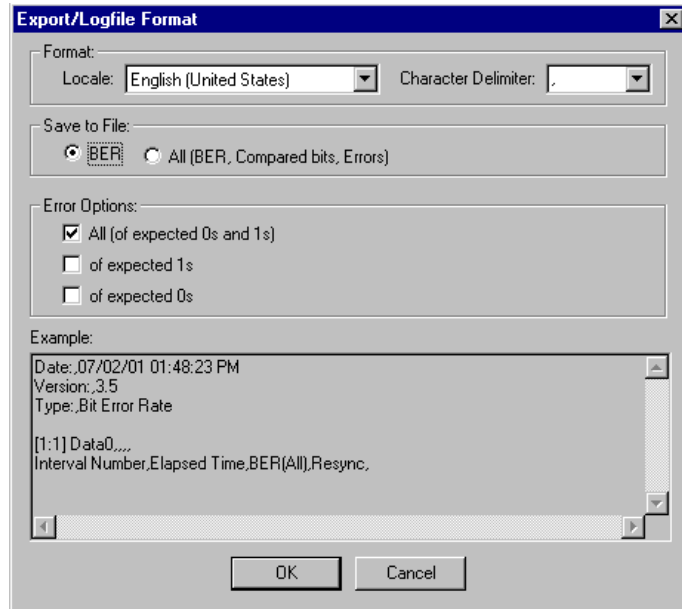 Export/Logfile Format
Format:
Locale: English (United States) Character Delimiter: ,
Save to File:
BER All (BER, Compared bits, Errors)
Error Options:
All (of expected 0s and 1s)
of expected 1s
of expected 0s
Example:
Date:,07/02/01 01:48:23 PM
Version:,3.5
Type:,Bit Error Rate
[1:1] Data0,,,,
Interval Number,Elapsed Time,BER(All),Resync,
OK Cancel